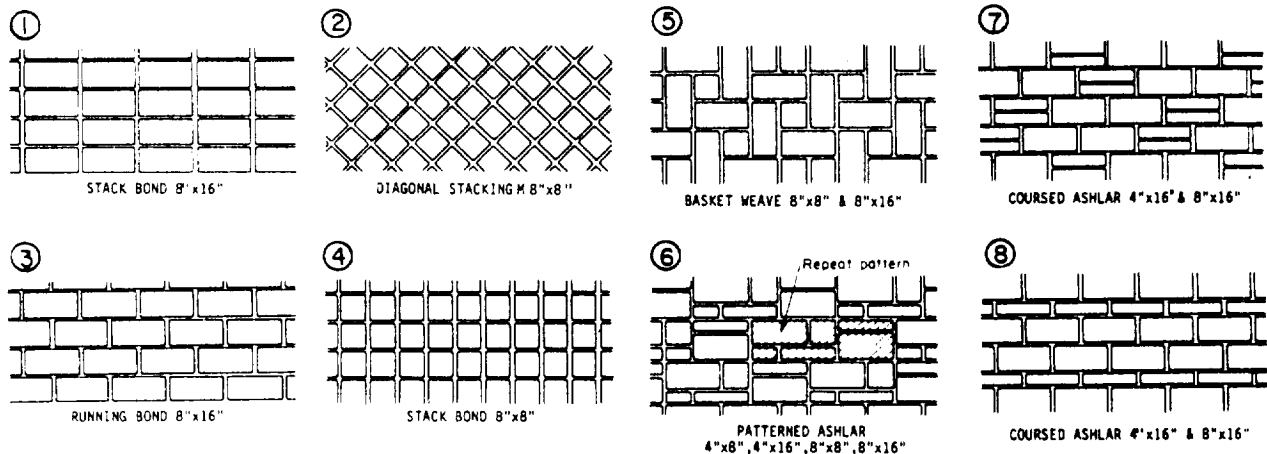 ①
STACK BOND 8"x16"
②
DIAGONAL STACKING M 8"x8"
⑤
BASKET WEAVE 8"x8" & 8"x16"
⑦
COURSED ASHLAR 4"x16" & 8"x16"
③
RUNNING BOND 8"x16"
④
STACK BOND 8"x8"
⑥
Repeat pattern
PATTERNED ASHLAR
4"x8",4"x16",8"x8",8"x16"
⑧
COURSED ASHLAR 4"x16" & 8"x16"